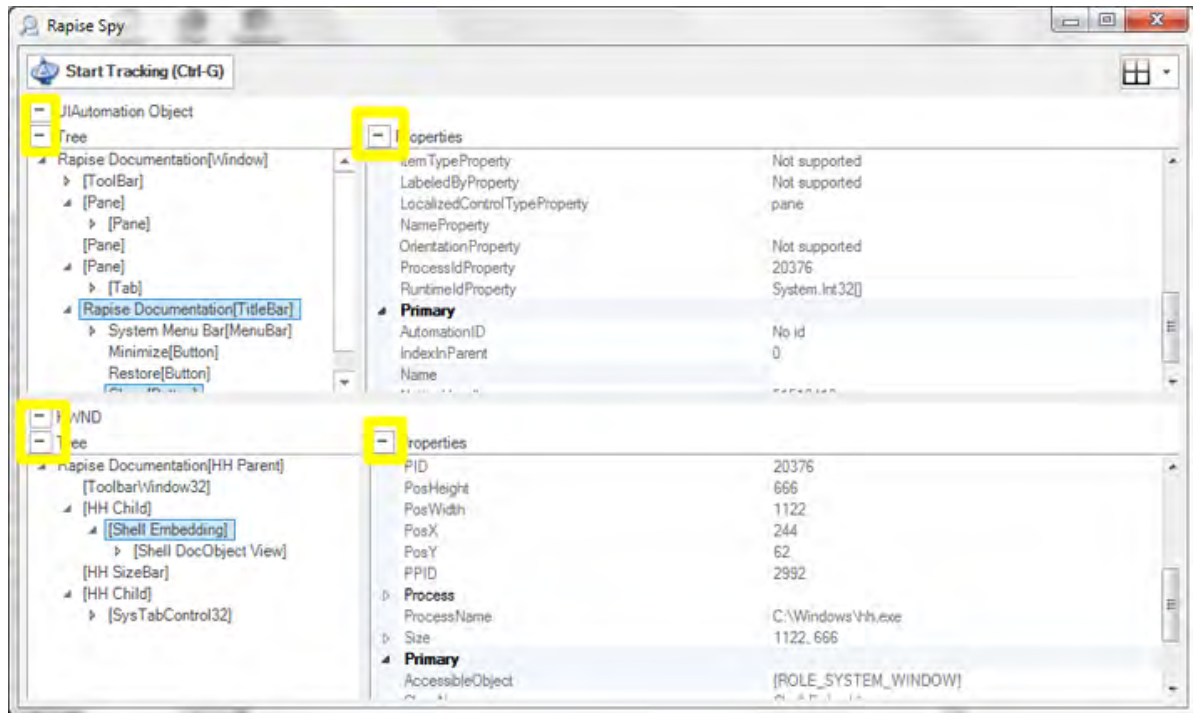 Rapise Spy
Start Tracking (Ctrl-G)
UIAutomation Object
Tree
Rapise Documentation[Window]
[ToolBar]
[Pane]
[Pane]
[Pane]
[Pane]
[Tab]
Rapise Documentation[TitleBar]
System Menu Bar[MenuBar]
Minimize[Button]
Restore[Button]
Properties
ItemTypeProperty Not supported
LabeledByProperty Not supported
LocalizedControlTypeProperty pane
NameProperty
OrientationProperty Not supported
ProcessIdProperty 20376
RuntimeIdProperty System.Int32[]
Primary
AutomationID No id
IndexInParent 0
Name
HWND
Tree
Rapise Documentation[HH Parent]
[ToolbarWindow32]
[HH Child]
[Shell Embedding]
[Shell DocObject View]
[HH SizeBar]
[HH Child]
[SysTabControl32]
Properties
PID 20376
PosHeight 666
PosWidth 1122
PosX 244
PosY 62
PPID 2992
Process
ProcessName C:\Windows\hh.exe
Size 1122, 666
Primary
AccessibleObject {ROLE_SYSTEM_WINDOW}